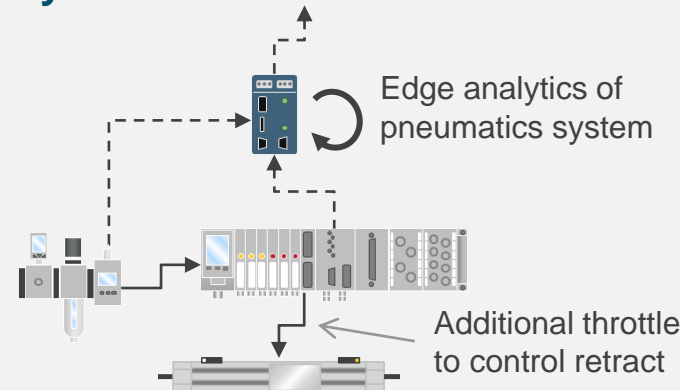 Edge analytics of
pneumatics system
Additional throttle
to control retract